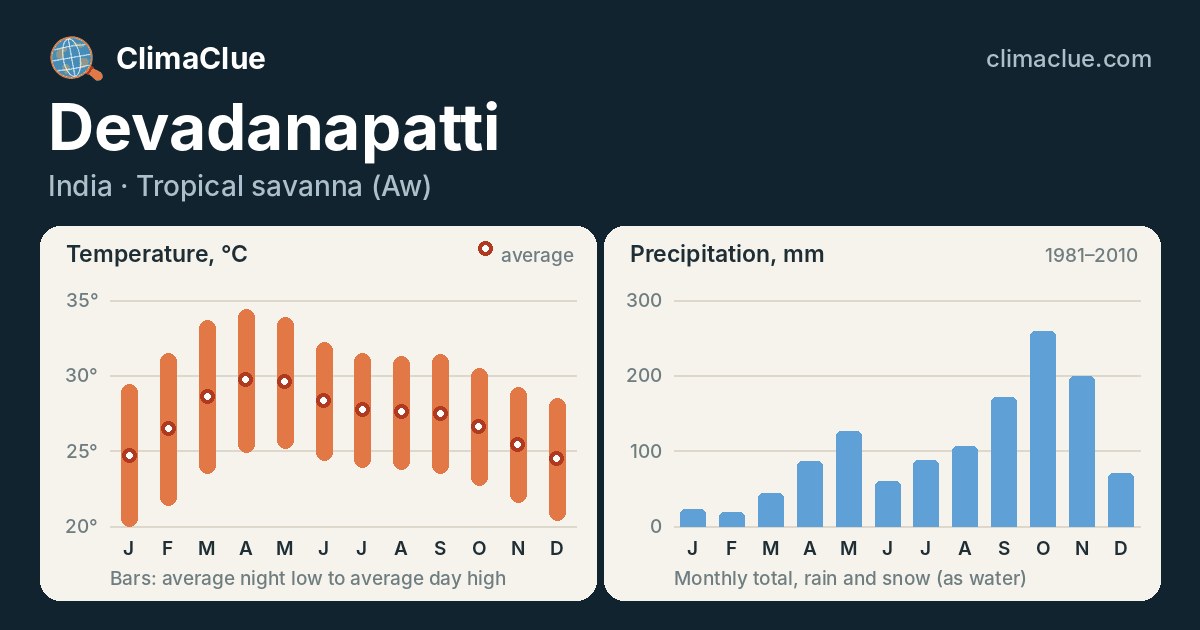 ClimaClue
climaclue.com
Devadanapatti
India · Tropical savanna (Aw)
Temperature, °C
average
35°
30°
25°
20°
J F M A M J J A S O N D
Bars: average night low to average day high
Precipitation, mm
1981–2010
300
200
100
0
J F M A M J J A S O N D
Monthly total, rain and snow (as water)